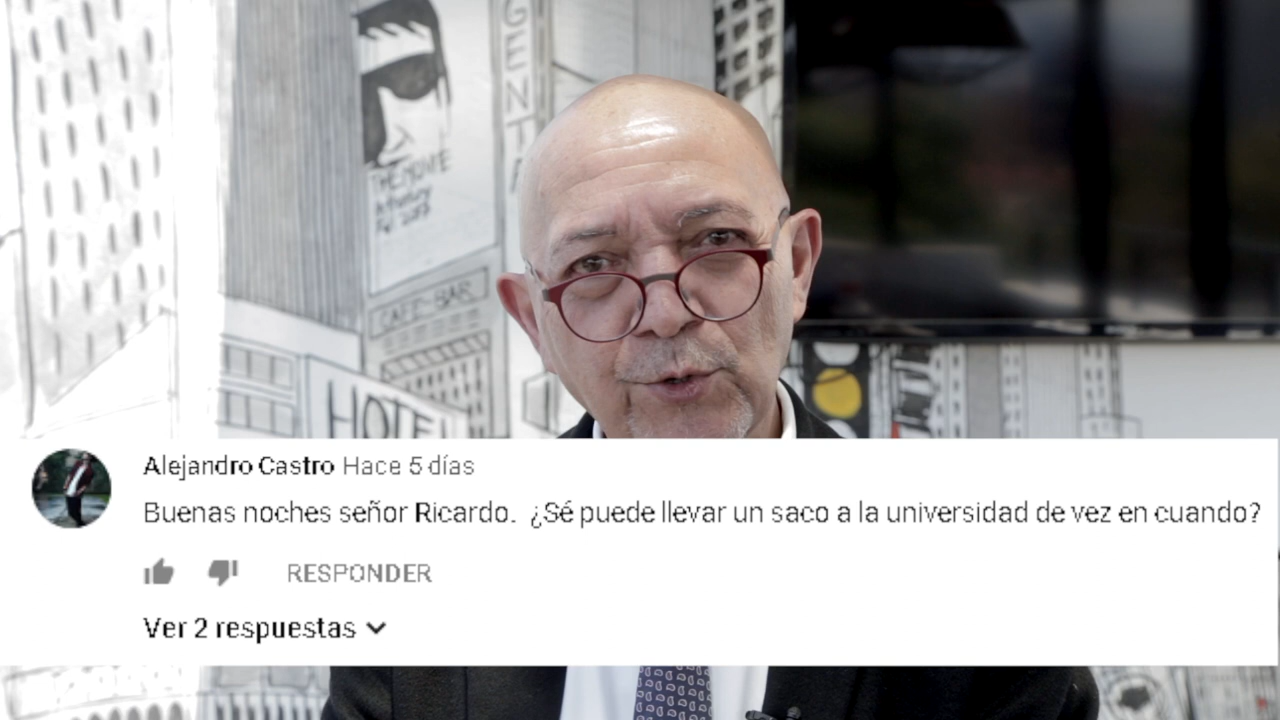 GENT
THE MOVIE
CAFE-BAR
HOTEL
Alejandro Castro Hace 5 días
Buenas noches señor Ricardo. ¿Sé puede llevar un saco a la universidad de vez en cuando?
RESPONDER
Ver 2 respuestas